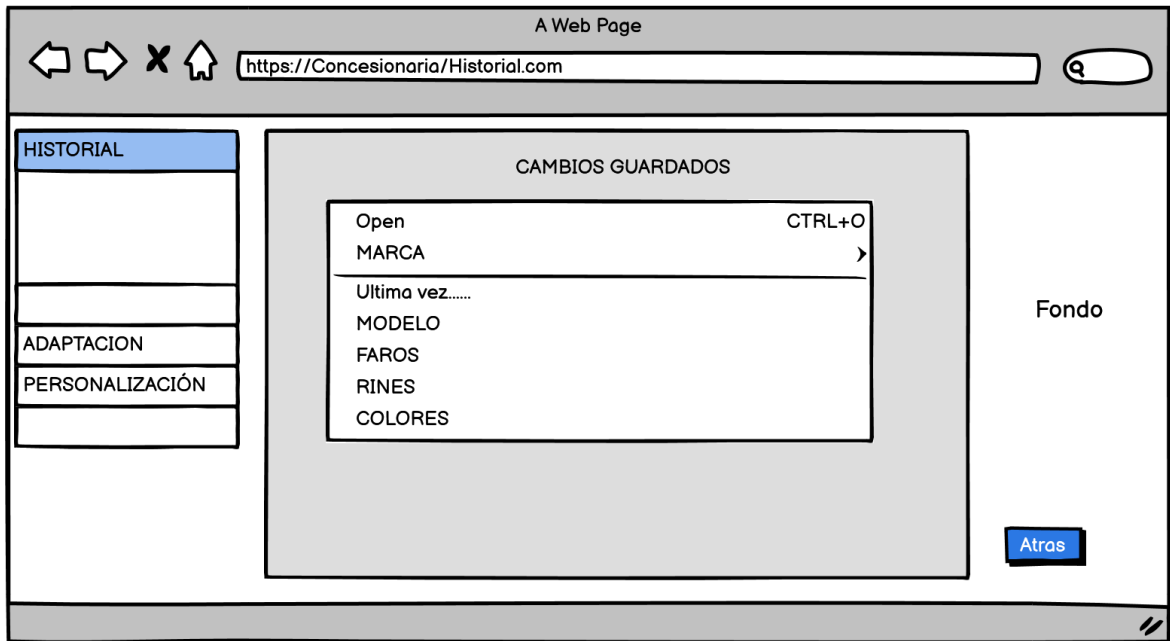 A Web Page
https://Concesionaria/Historial.com
HISTORIAL
ADAPTACION
PERSONALIZACIÓN
CAMBIOS GUARDADOS
Open CTRL+O
MARCA
Ultima vez......
MODELO
FAROS
RINES
COLORES
Fondo
Atras